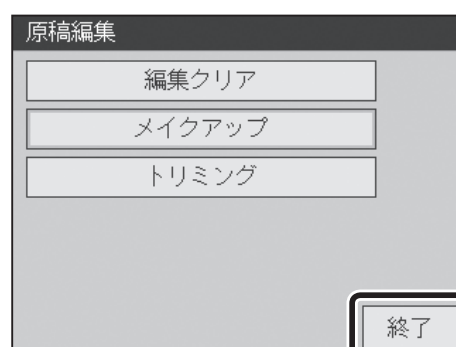 原稿編集
編集クリア
メイクアップ
トリミング
終了